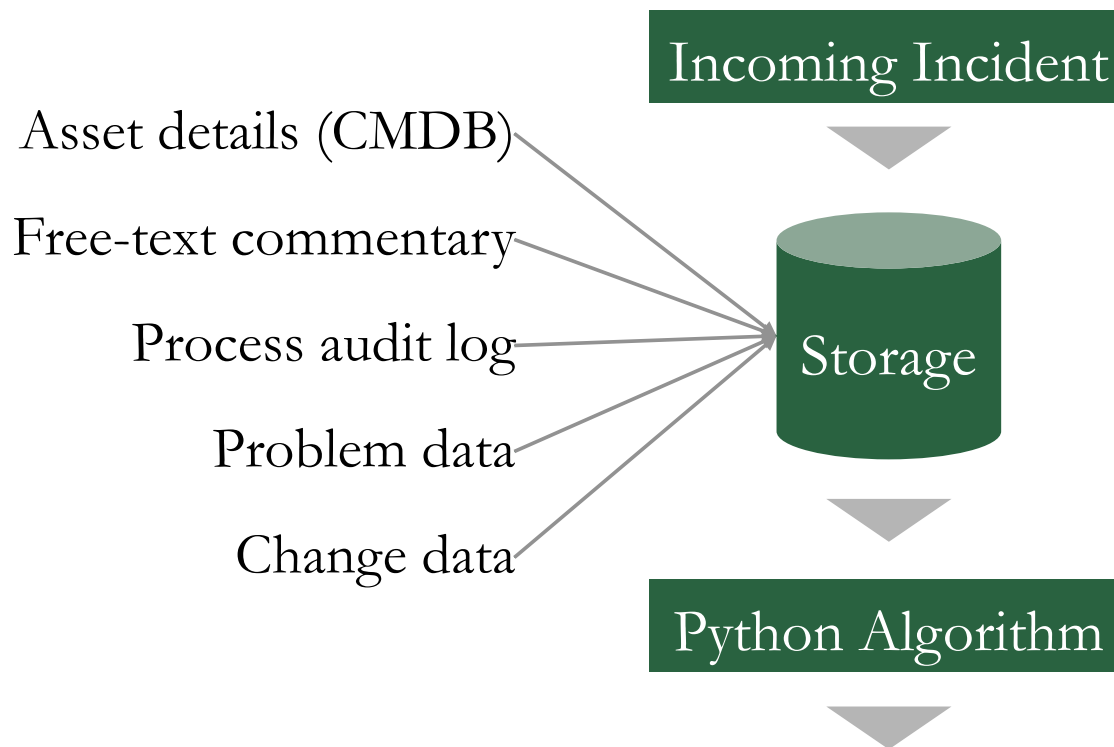 Incoming Incident
Asset details (CMDB)
Free-text commentary
Process audit log
Storage
Problem data
Change data
Python Algorithm